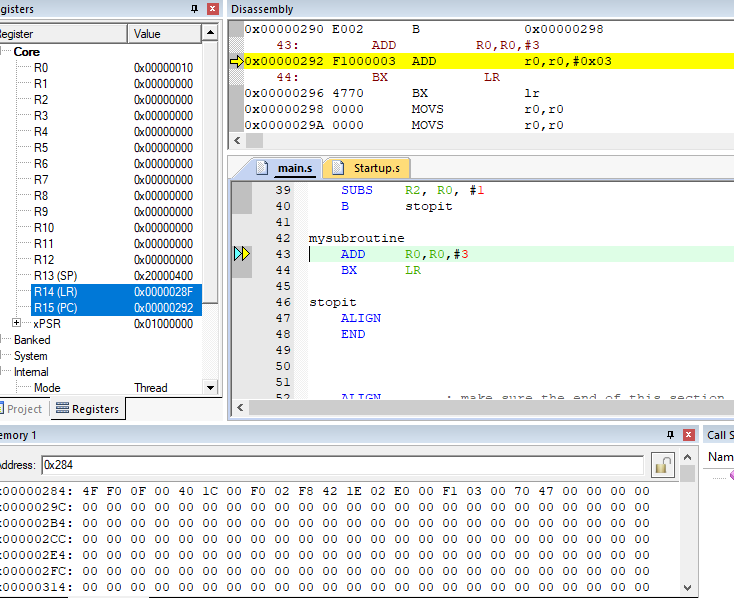 egisters
Disassembly
egister Value
Core
R0 0x00000010
R1 0x00000000
R2 0x00000000
R3 0x00000000
R4 0x00000000
R5 0x00000000
R6 0x00000000
R7 0x00000000
R8 0x00000000
R9 0x00000000
R10 0x00000000
R11 0x00000000
R12 0x00000000
R13 (SP) 0x20000400
R14 (LR) 0x0000028F
R15 (PC) 0x00000292
xPSR 0x01000000
Banked
System
Internal
Mode Thread
Project Registers
0x00000290 E002 B 0x00000298
43: ADD R0,R0,#3
0x00000292 F1000003 ADD r0,r0,#0x03
44: BX LR
0x00000296 4770 BX lr
0x00000298 0000 MOVS r0,r0
0x0000029A 0000 MOVS r0,r0
main.s Startup.s
39 SUBS R2, R0, #1
40 B stopit
41
42 mysubroutine
43 ADD R0,R0,#3
44 BX LR
45
46 stopit
47 ALIGN
48 END
49
50
51
52 ALIGN ; make sure the end of this section
emory 1
Call S
ddress: 0x284
Nam
x00000284: 4F F0 0F 00 40 1C 00 F0 02 F8 42 1E 02 E0 00 F1 03 00 70 47 00 00 00 00
x0000029C: 00 00 00 00 00 00 00 00 00 00 00 00 00 00 00 00 00 00 00 00 00 00 00 00
x000002B4: 00 00 00 00 00 00 00 00 00 00 00 00 00 00 00 00 00 00 00 00 00 00 00 00
x000002CC: 00 00 00 00 00 00 00 00 00 00 00 00 00 00 00 00 00 00 00 00 00 00 00 00
x000002E4: 00 00 00 00 00 00 00 00 00 00 00 00 00 00 00 00 00 00 00 00 00 00 00 00
x000002FC: 00 00 00 00 00 00 00 00 00 00 00 00 00 00 00 00 00 00 00 00 00 00 00 00
x00000314: 00 00 00 00 00 00 00 00 00 00 00 00 00 00 00 00 00 00 00 00 00 00 00 00